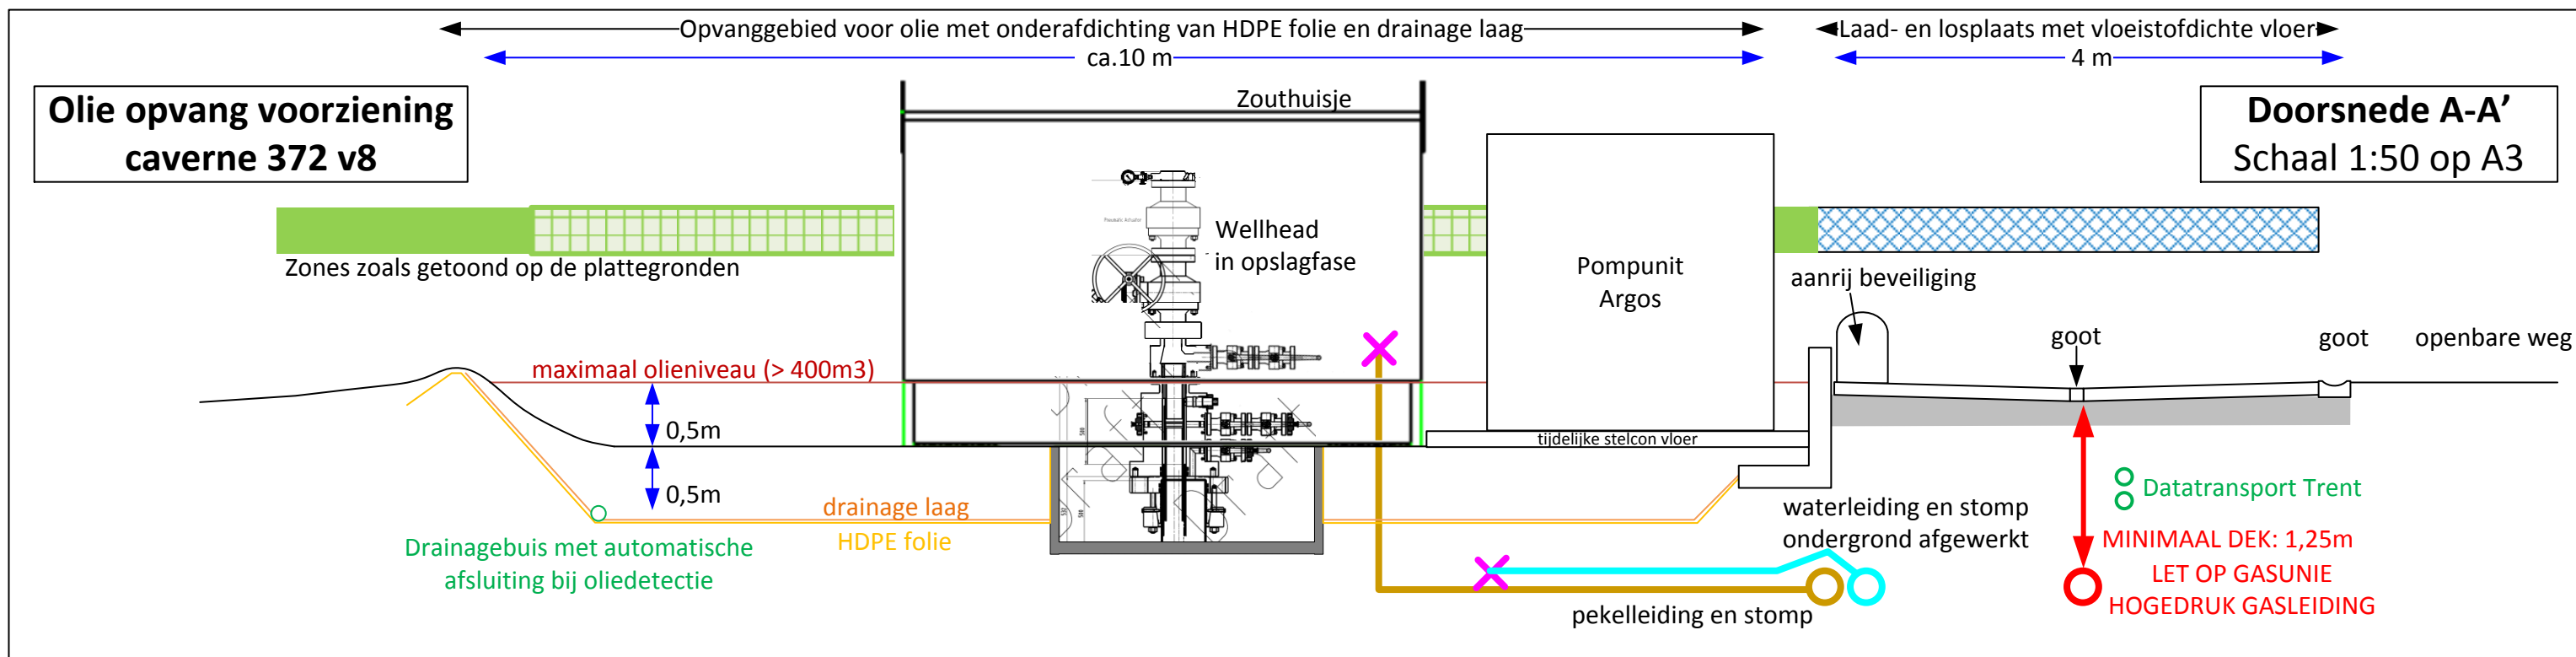 Opvanggebied voor olie met onderafdichting van HDPE folie en drainage laag
Laad- en losplaats met vloeistofdichte vloer
ca.10 m
4 m
Olie opvang voorziening
caverne 372 v8
Zouthuisje
Doorsnede A-A’
Schaal 1:50 op A3
Pneumatic Actuator
Wellhead
in opslagfase
Zones zoals getoond op de plattegronden
Pompunit
Argos
aanrij beveiliging
goot
goot
openbare weg
maximaal olieniveau (> 400m3)
0,5m
tijdelijke stelcon vloer
0,5m
drainage laag
HDPE folie
Drainagebuis met automatische
afsluiting bij oliedetectie
waterleiding en stomp
ondergrond afgewerkt
pekelleiding en stomp
Datatransport Trent
MINIMAAL DEK: 1,25m
LET OP GASUNIE
HOGEDRUK GASLEIDING